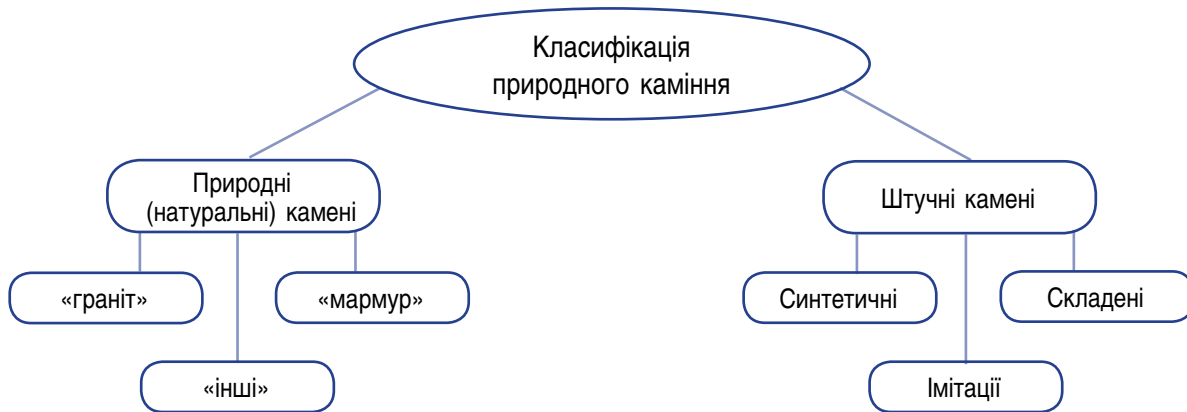 Класифікація
природного каміння
Природні
(натуральні) камені
Штучні камені
«граніт»
«мармур»
Синтетичні
Складені
«інші»
Імітації